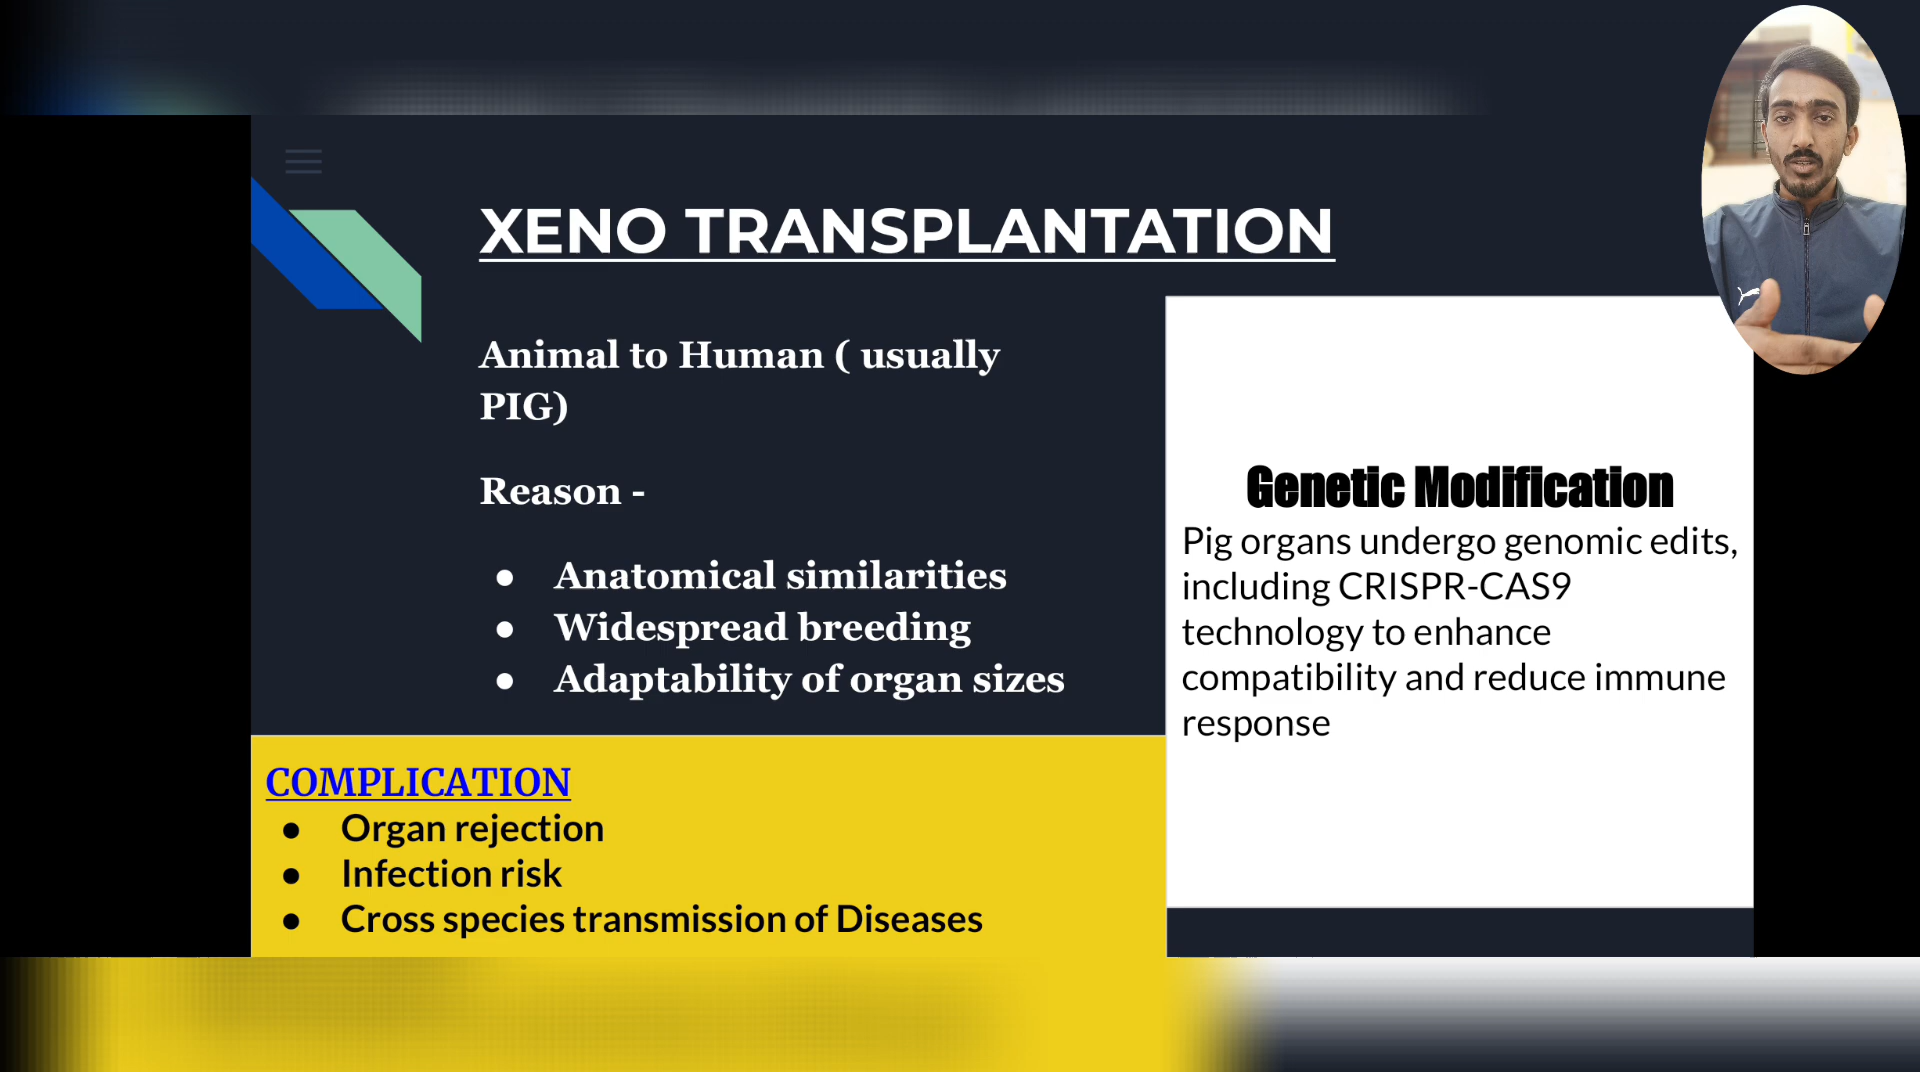 XENO TRANSPLANTATION
Animal to Human ( usually
PIG)
Reason -
● Anatomical similarities
● Widespread breeding
● Adaptability of organ sizes
Genetic Modification
Pig organs undergo genomic edits,
including CRISPR-CAS9
technology to enhance
compatibility and reduce immune
response
COMPLICATION
● Organ rejection
● Infection risk
● Cross species transmission of Diseases